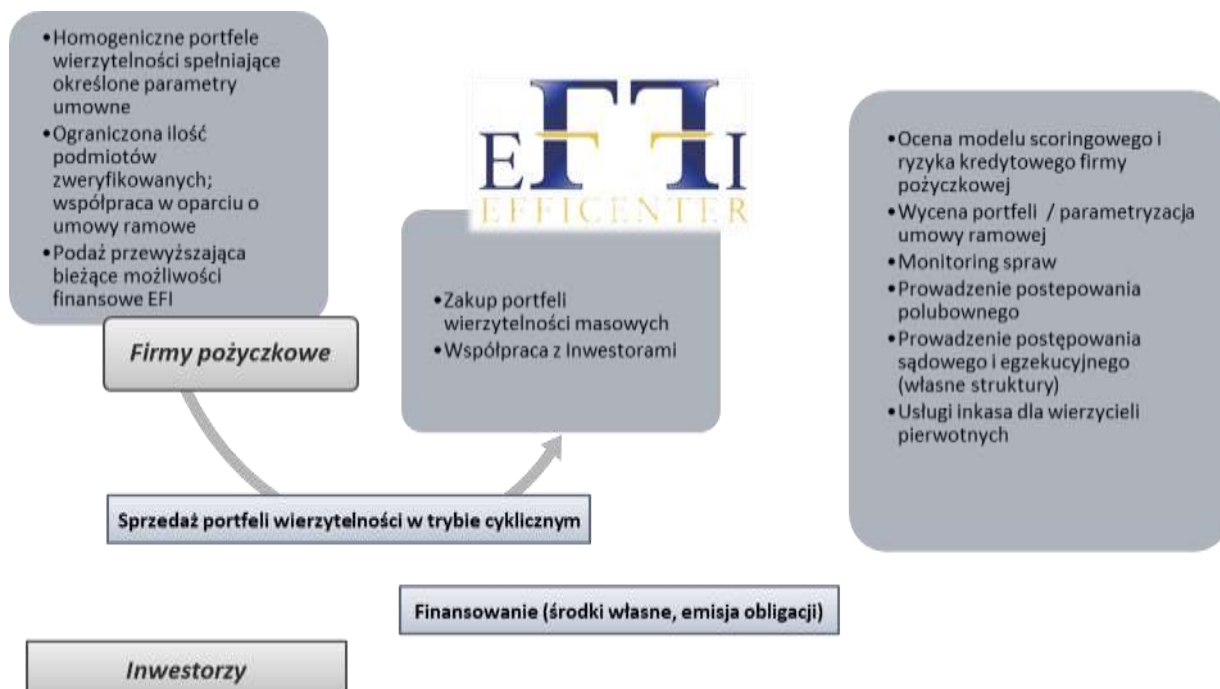 •Homogeniczne portfele
wierzytelności spełniające
określone parametry
umowne
•Ograniczona ilość
podmiotów
zweryfikowanych;
współpraca w oparciu o
umowy ramowe
•Podaż przewyższająca
bieżące możliwości
finansowe EFI
Firmy pożyczkowe
EFFI
EFFICENTER
•Zakup portfeli
wierzytelności masowych
•Współpraca z Inwestorami
•Ocena modelu scoringowego i
ryzyka kredytowego firmy
pożyczkowej
•Wycena portfeli / parametryzacja
umowy ramowej
•Monitoring spraw
•Prowadzenie postepowania
polubownego
•Prowadzenie postępowania
sądowego i egzekucyjnego
(własne struktury)
•Usługi inkasa dla wierzycieli
pierwotnych
Sprzedaż portfeli wierzytelności w trybie cyklicznym
Finansowanie (środki własne, emisja obligacji)
Inwestorzy